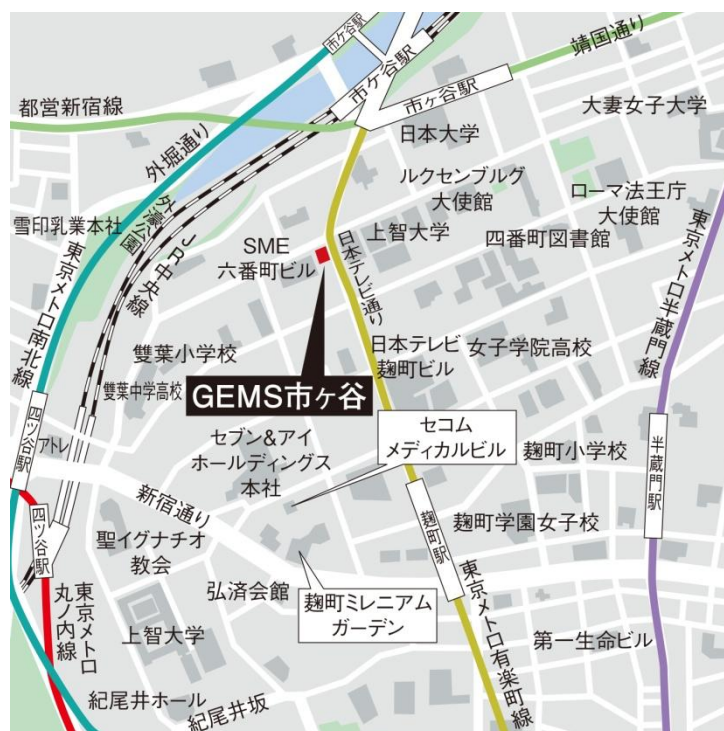 市ヶ谷駅
靖国通り
市ケ谷駅
市ヶ谷駅
都営新宿線
大妻女子大学
日本大学
外堀通り
ルクセンブルグ
大使館
ローマ法王庁
大使館
雪印乳業本社
外濠公園
JR中央線
SME
六番町ビル
上智大学
四番町図書館
東京メトロ半蔵門線
日本テレビ通り
東京メトロ南北線
雙葉小学校
日本テレビ
麹町ビル
女子学院高校
雙葉中学高校
GEMS市ヶ谷
四ツ谷駅
アトレ
セブン&アイ
ホールディングス
本社
セコム
メディカルビル
麹町小学校
半蔵門駅
新宿通り
四ツ谷駅
聖イグナチオ
教会
麹町駅
麹町学園女子校
弘済会館
麹町ミレニアム
ガーデン
東京メトロ
丸ノ内線
上智大学
東京メトロ有楽町線
第一生命ビル
紀尾井ホール
紀尾井坂